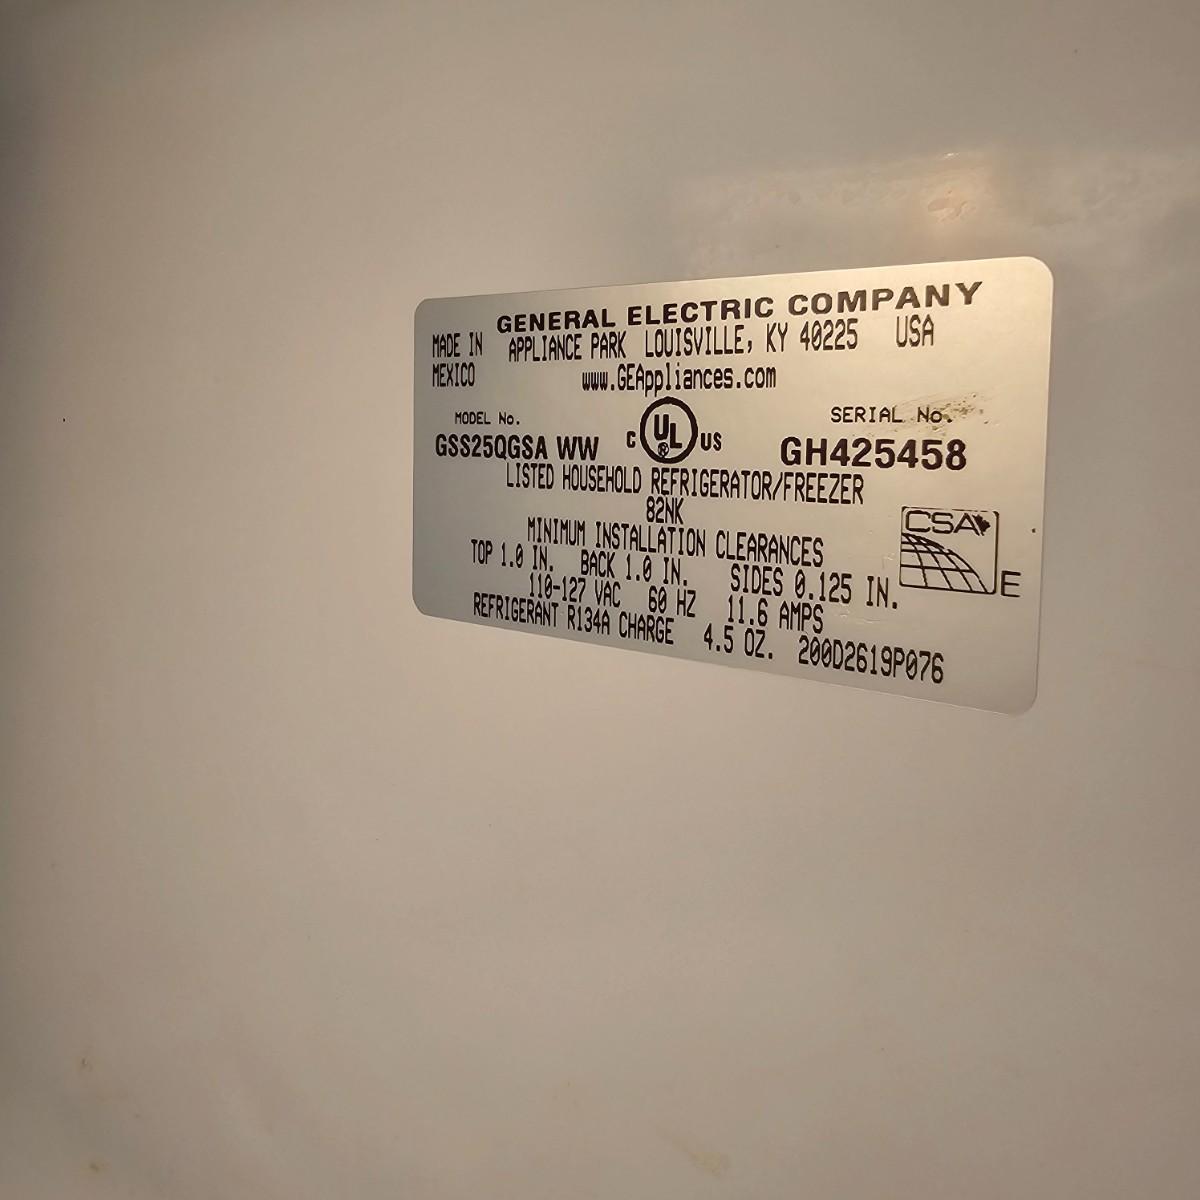 GENERAL ELECTRIC COMPANY
MADE IN APPLIANCE PARK LOUISVILLE, KY 40225 USA
MEXICO www.GEAppliances.com
MODEL No. SERIAL No.
GSS25QGSA WW C UL ® US GH425458
LISTED HOUSEHOLD REFRIGERATOR/FREEZER
82NK
MINIMUM INSTALLATION CLEARANCES
TOP 1.0 IN. BACK 1.0 IN. SIDES 0.125 IN.
110-127 VAC 60 HZ 11.6 AMPS
REFRIGERANT R134A CHARGE 4.5 OZ. 200D2619P076
CSA
E